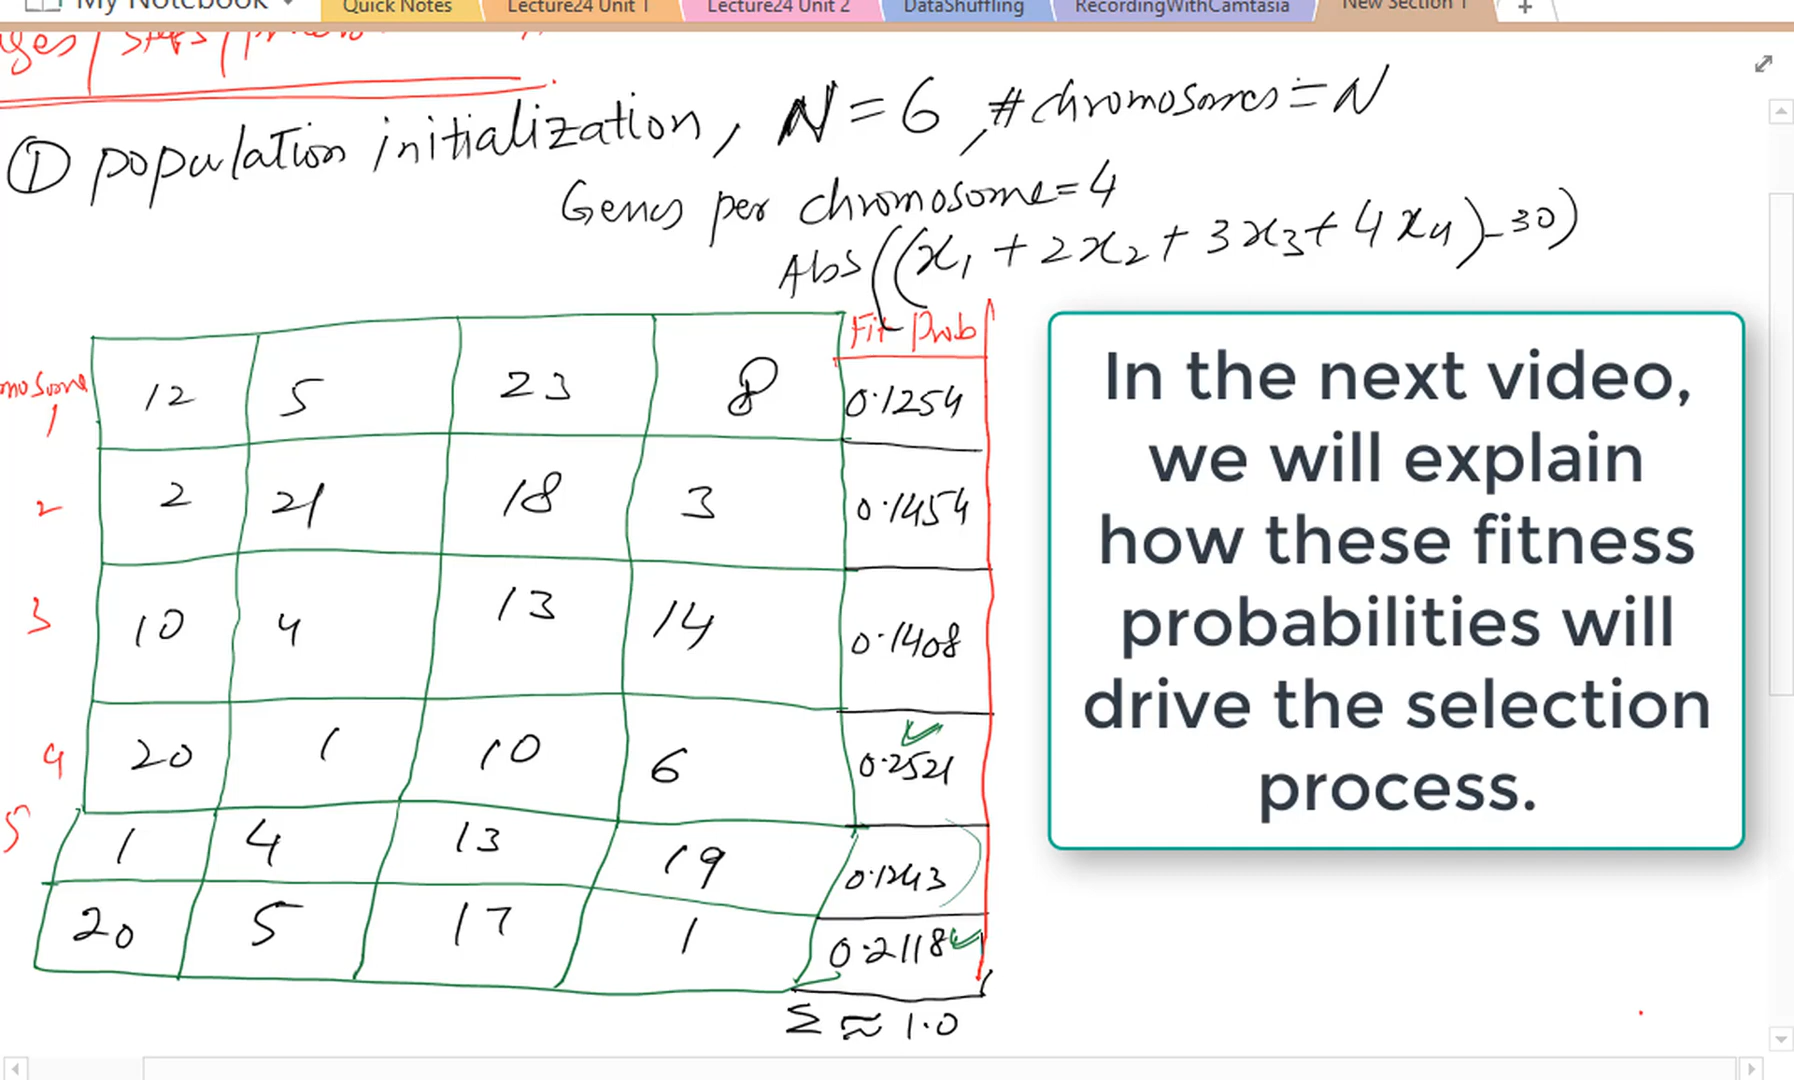 My Notebook
Quick Notes Lecture24 Unit 1 Lecture24 Unit 2 DataShuffling RecordingWithCamtasia New Section 1 +
① population initialization, N=6, #chromosomes=N
Genes per chromosome=4
Abs((x₁+2x₂+3x₃+4x₄)-30)
Fit Prob
1 12 5 23 8 0.1254
2 2 21 18 3 0.1454
3 10 4 13 14 0.1408
4 20 1 10 6 0.2521
5 1 4 13 19 0.1243
20 5 17 1 0.2118
Σ ≈ 1.0
In the next video,
we will explain
how these fitness
probabilities will
drive the selection
process.